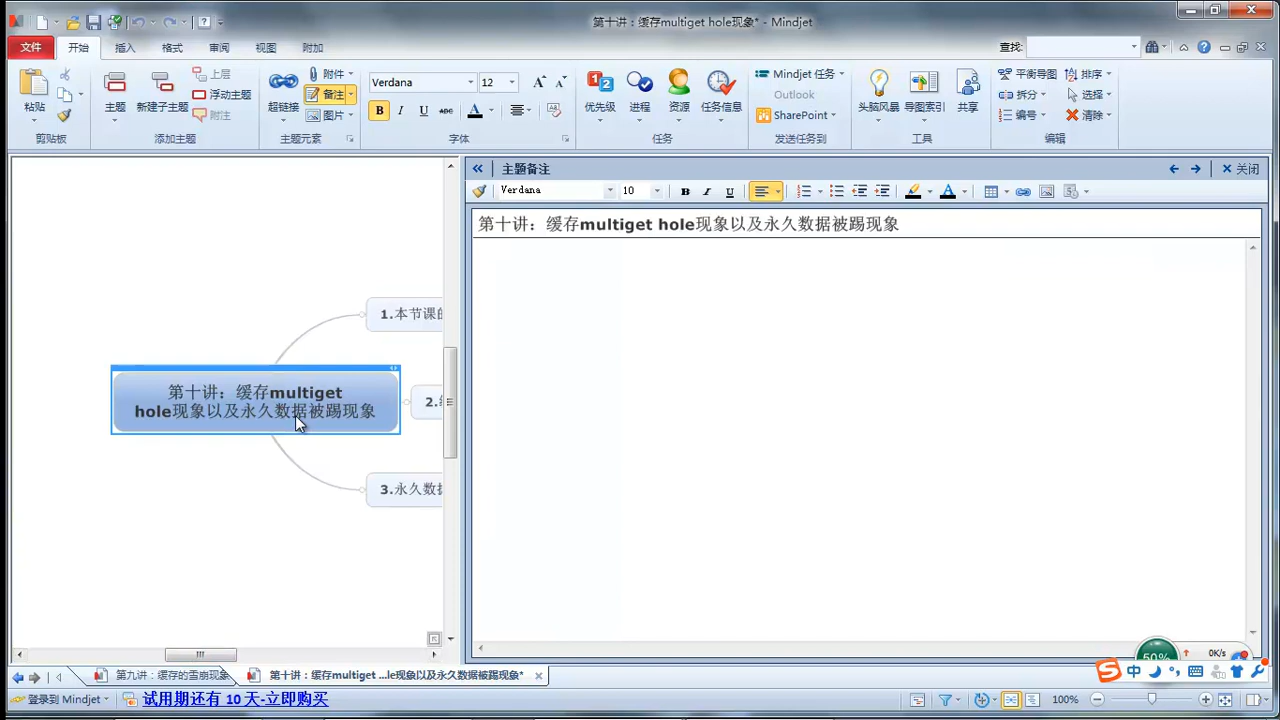 第十讲：缓存multiget hole现象* - Mindjet
文件 开始 插入 格式 审阅 视图 附加 查找:
粘贴 主题 新建子主题 上层 浮动主题 附注 超链接 附件 备注 图片
Verdana 12
B I U abc A
优先级 进程 资源 任务信息
Mindjet 任务 Outlook SharePoint
头脑风暴 导图索引 共享
平衡导图 拆分 编号 排序 选择 清除
剪贴板 添加主题 主题元素 字体 任务 发送任务到 工具 编辑
主题备注 关闭
Verdana 10 B I U A
第十讲：缓存multiget hole现象以及永久数据被踢现象
1.本节课的
第十讲：缓存multiget
hole现象以及永久数据被踢现象
2.
3.永久数据
50% 0K/s
第九讲：缓存的雪崩现象 第十讲：缓存multiget ...le现象以及永久数据被踢现象*
中
登录到 Mindjet 试用期还有 10 天-立即购买 100%